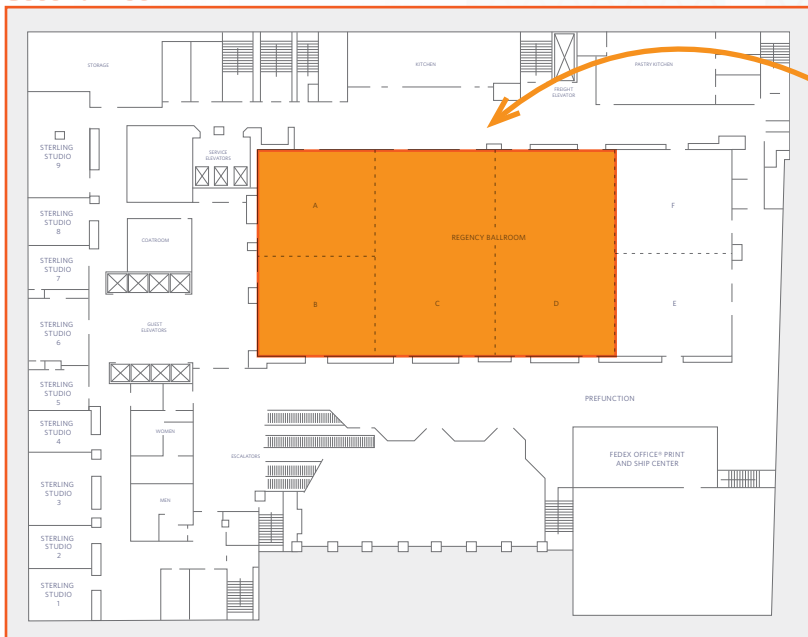 STORAGE
KITCHEN
PASTRY KITCHEN
FREIGHT
ELEVATOR
STERLING
STUDIO
9
SERVICE
ELEVATORS
STERLING
STUDIO
8
A
F
COATROOM
REGENCY BALLROOM
STERLING
STUDIO
7
STERLING
STUDIO
6
GUEST
ELEVATORS
B
C
D
E
STERLING
STUDIO
5
PREFUNCTION
STERLING
STUDIO
4
WOMEN
ESCALATORS
FEDEX OFFICE® PRINT
AND SHIP CENTER
STERLING
STUDIO
3
MEN
STERLING
STUDIO
2
STERLING
STUDIO
1